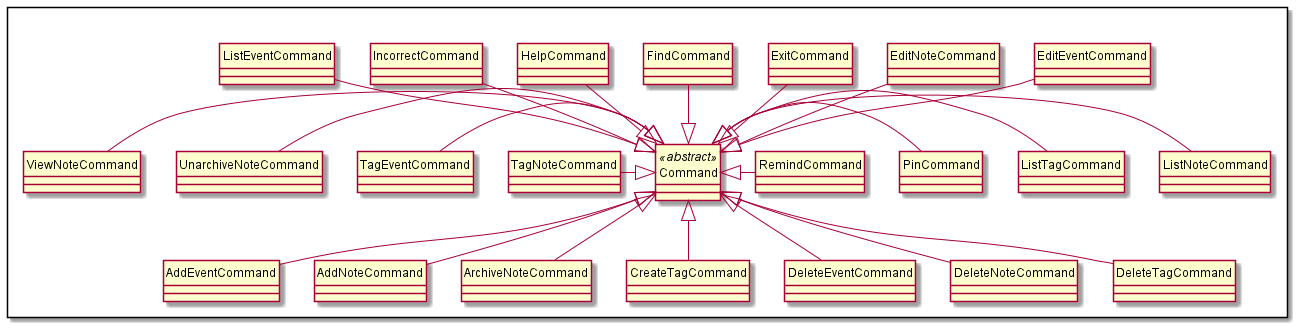 ListEventCommand
IncorrectCommand
HelpCommand
FindCommand
ExitCommand
EditNoteCommand
EditEventCommand
ViewNoteCommand
UnarchiveNoteCommand
TagEventCommand
TagNoteCommand
«abstract»
Command
RemindCommand
PinCommand
ListTagCommand
ListNoteCommand
AddEventCommand
AddNoteCommand
ArchiveNoteCommand
CreateTagCommand
DeleteEventCommand
DeleteNoteCommand
DeleteTagCommand